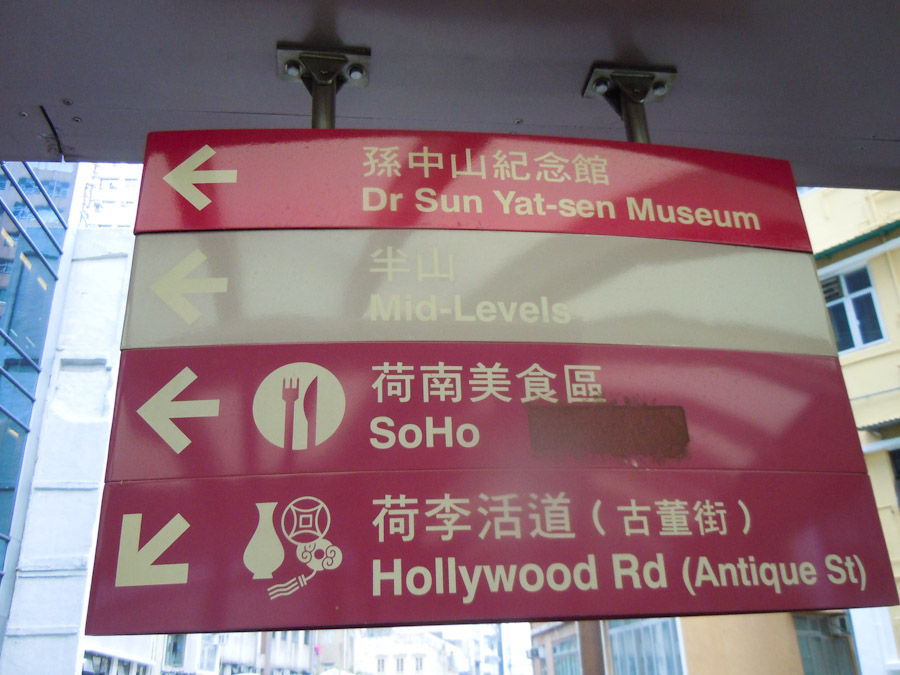 孫中山紀念館
Dr Sun Yat-sen Museum
半山
Mid-Levels
荷南美食區
SoHo
荷李活道（古董街）
Hollywood Rd (Antique St)